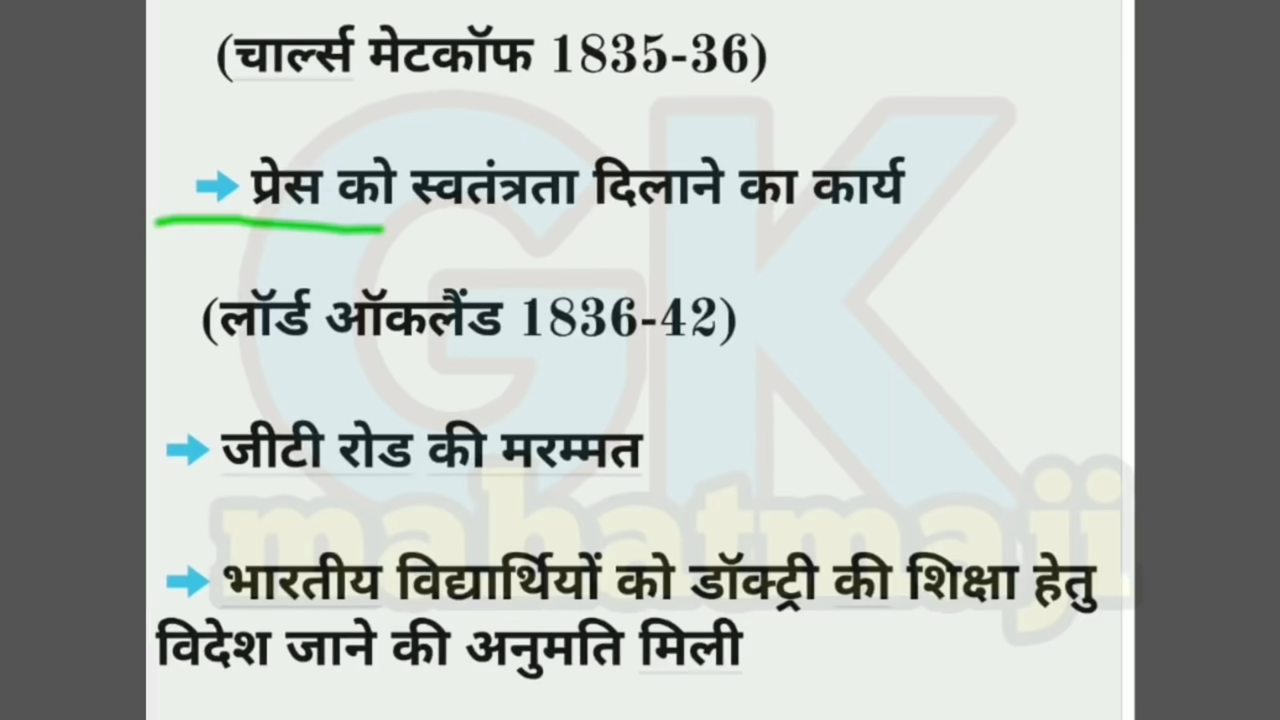 (चार्ल्स मेटकॉफ 1835-36)
➡ प्रेस को स्वतंत्रता दिलाने का कार्य
(लॉर्ड ऑकलैंड 1836-42)
➡ जीटी रोड की मरम्मत
➡ भारतीय विद्यार्थियों को डॉक्ट्री की शिक्षा हेतु
विदेश जाने की अनुमति मिली
GK
mahatmaji